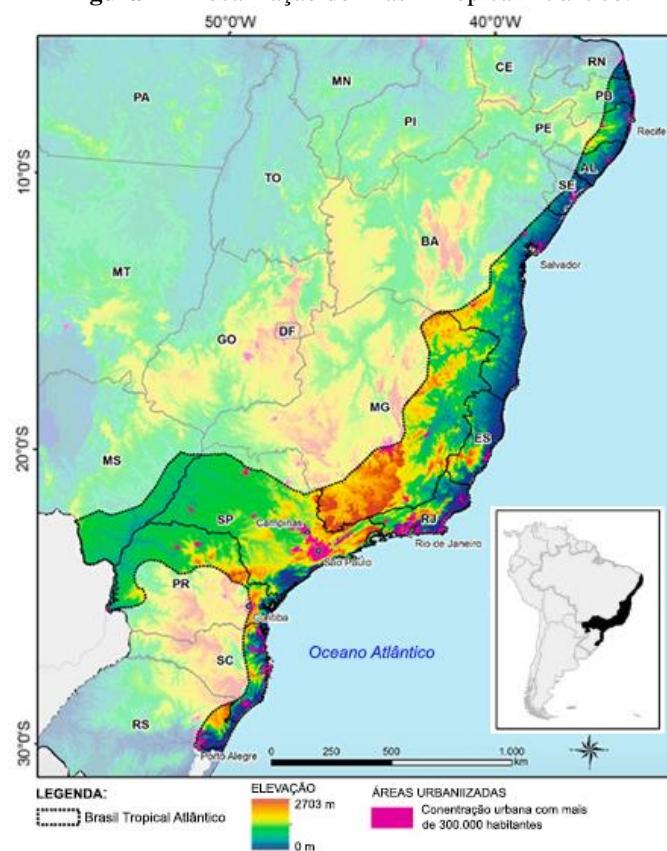 50°0'W 40°0'W
CE
RN
MN
PA
PB
PI
PE
Recife
10°0'S
AL
TO
SE
BA
Salvador
MT
GO
DF
MG
20°0'S
ES
MS
SP
Campinas
RJ
Rio de Janeiro
São Paulo
PR
Curitiba
SC
Oceano Atlântico
RS
30°0'S
Porto Alegre
0 250 500 1.000
km
LEGENDA:
Brasil Tropical Atlântico
ELEVAÇÃO
2703 m
0 m
ÁREAS URBANIIZADAS
Conentração urbana com mais
de 300.000 habitantes